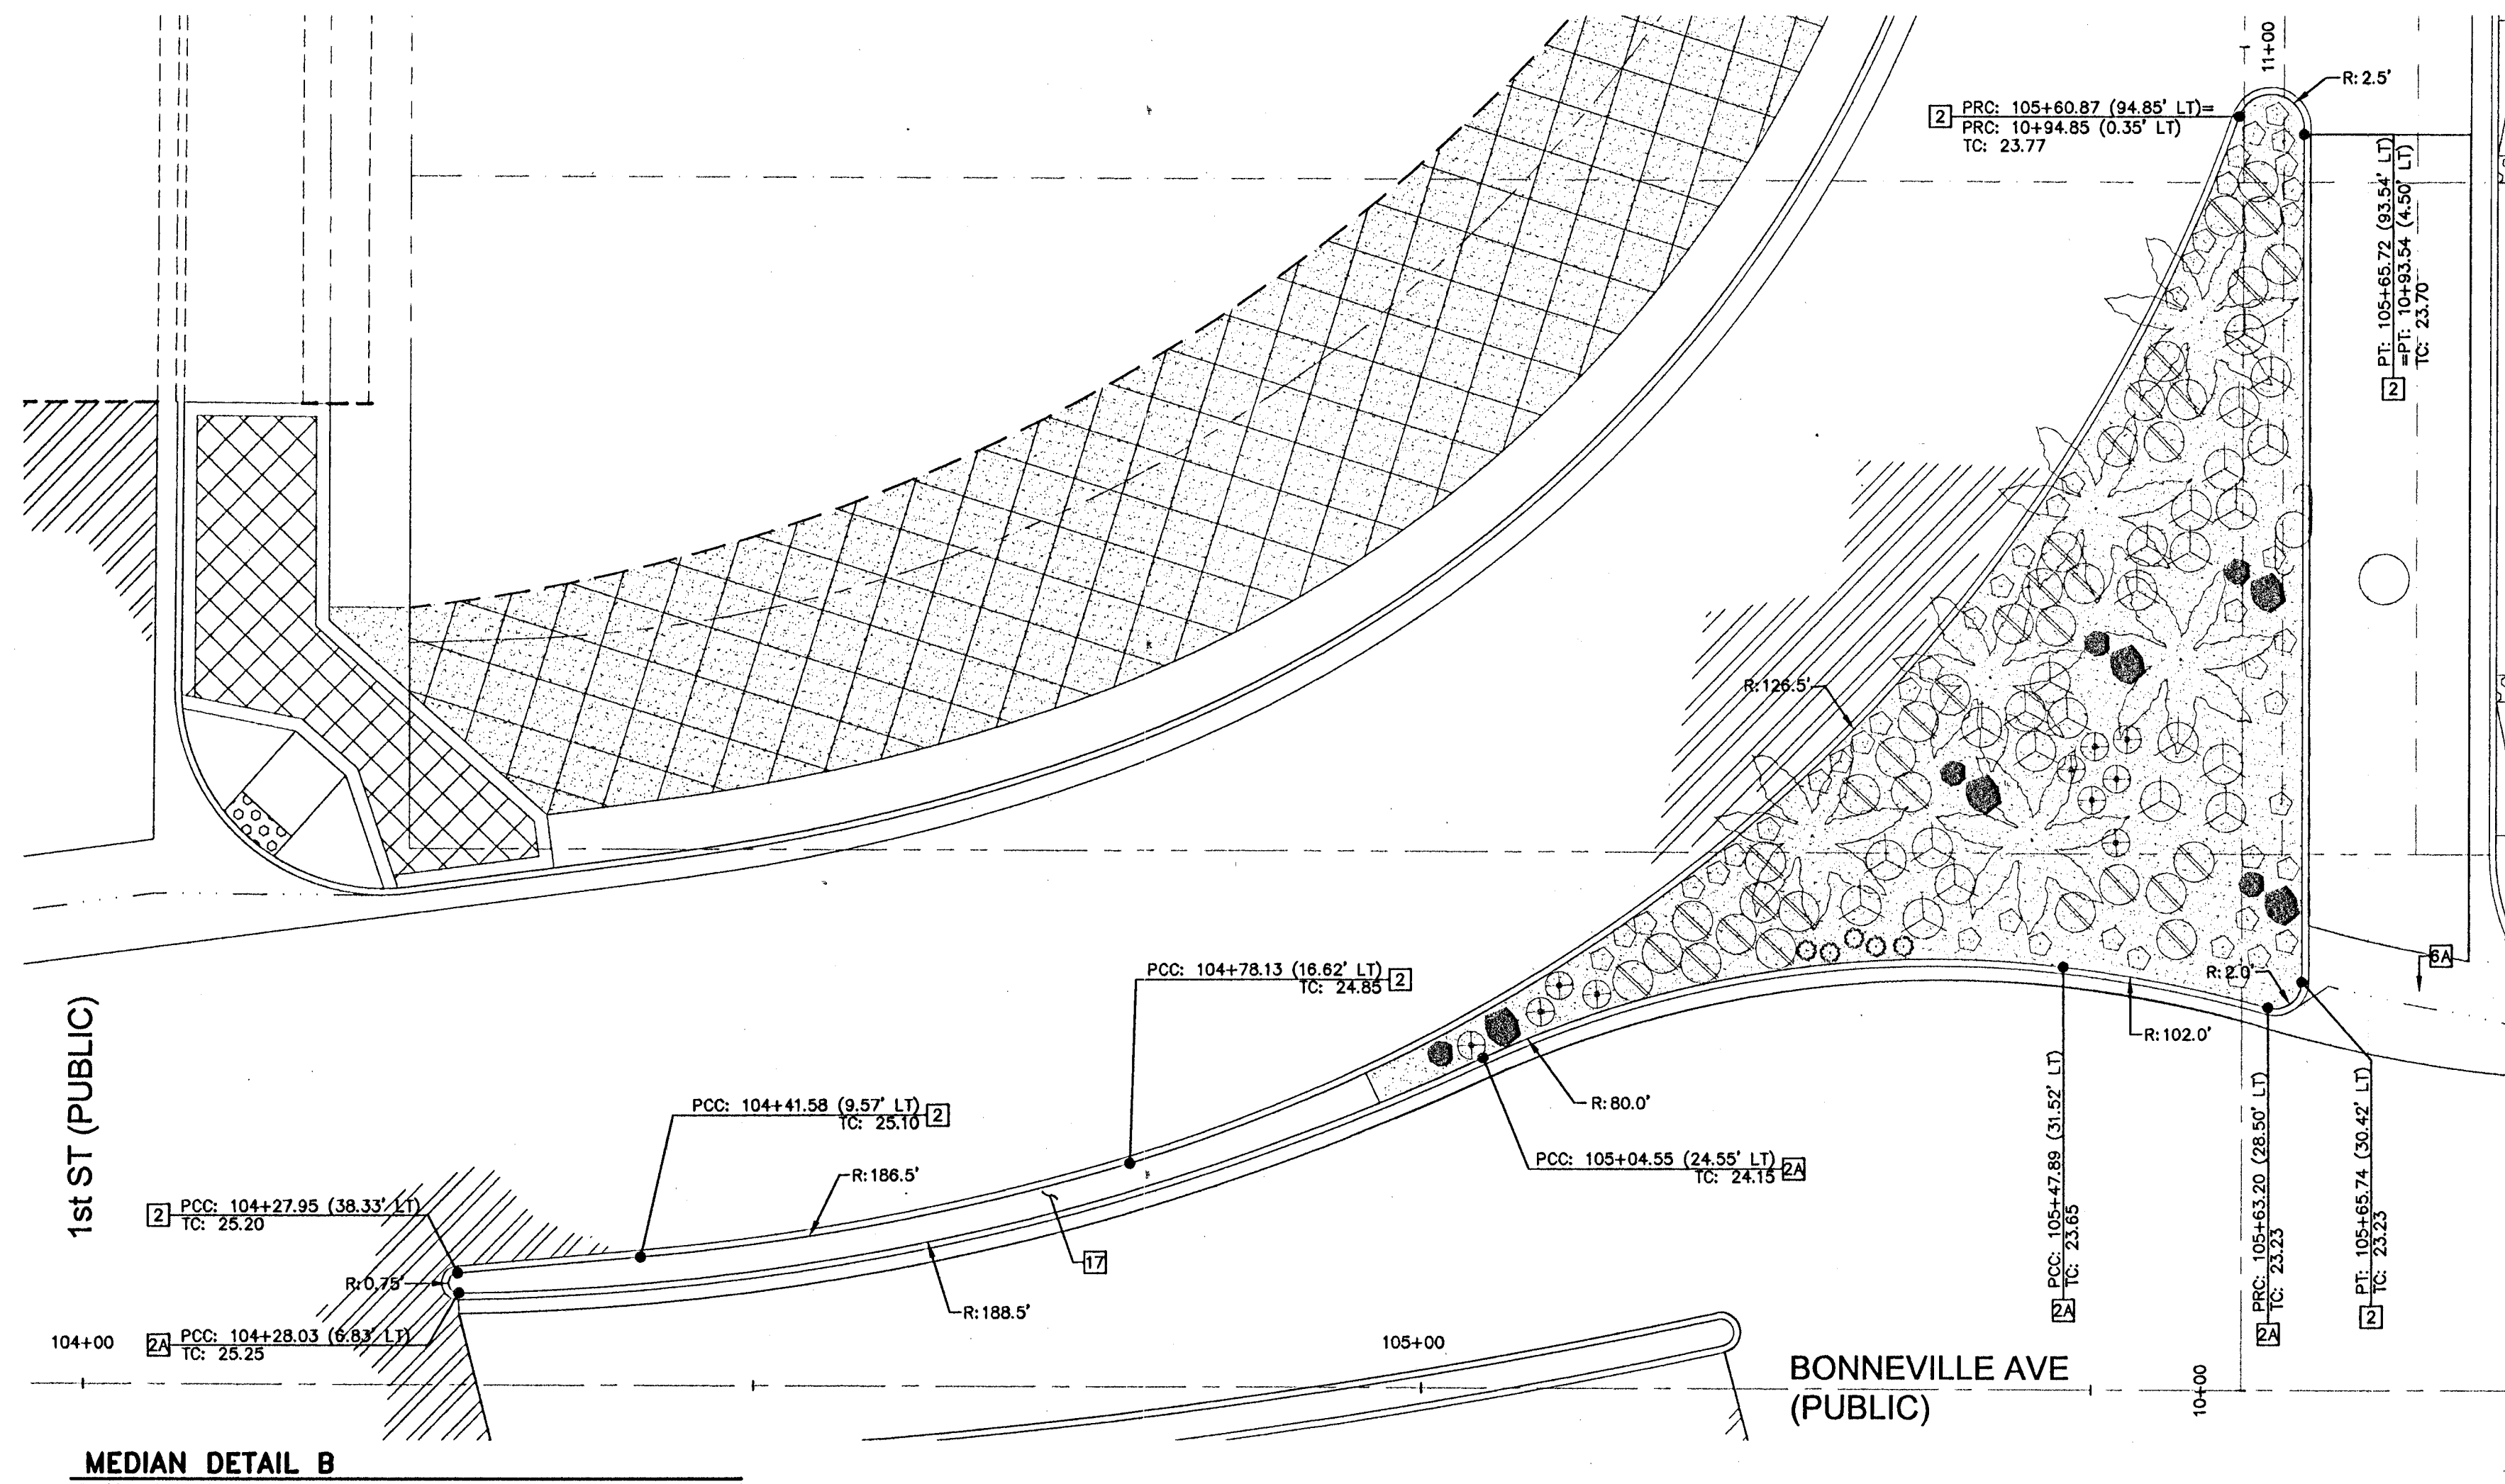 11+00
R: 2.5'
2 PRC: 105+60.87 (94.85' LT)=
PRC: 10+94.85 (0.35' LT)
TC: 23.77
PT: 105+65.72 (93.54' LT)
=PT: 10+93.54 (4.50' LT)
TC: 23.70
2
R:126.5'
PCC: 104+78.13 (16.62' LT) 2
TC: 24.85
6A
R: 2.0'
R:102.0'
PCC: 104+41.58 (9.57' LT) 2
TC: 25.10
R:80.0'
PCC: 105+04.55 (24.55' LT) 2A
TC: 24.15
R:186.5'
2 PCC: 104+27.95 (38.33' LT)
TC: 25.20
R:0.75'
17
R:188.5'
2A PCC: 104+28.03 (6.83' LT)
TC: 25.25
PCC: 105+47.89 (31.52' LT)
TC: 23.65
2A
PRC: 105+63.20 (28.50' LT)
TC: 23.23
2A
PT: 105+65.74 (30.42' LT)
TC: 23.23
2
1st ST (PUBLIC)
104+00
105+00
10+00
BONNEVILLE AVE
(PUBLIC)
MEDIAN DETAIL B